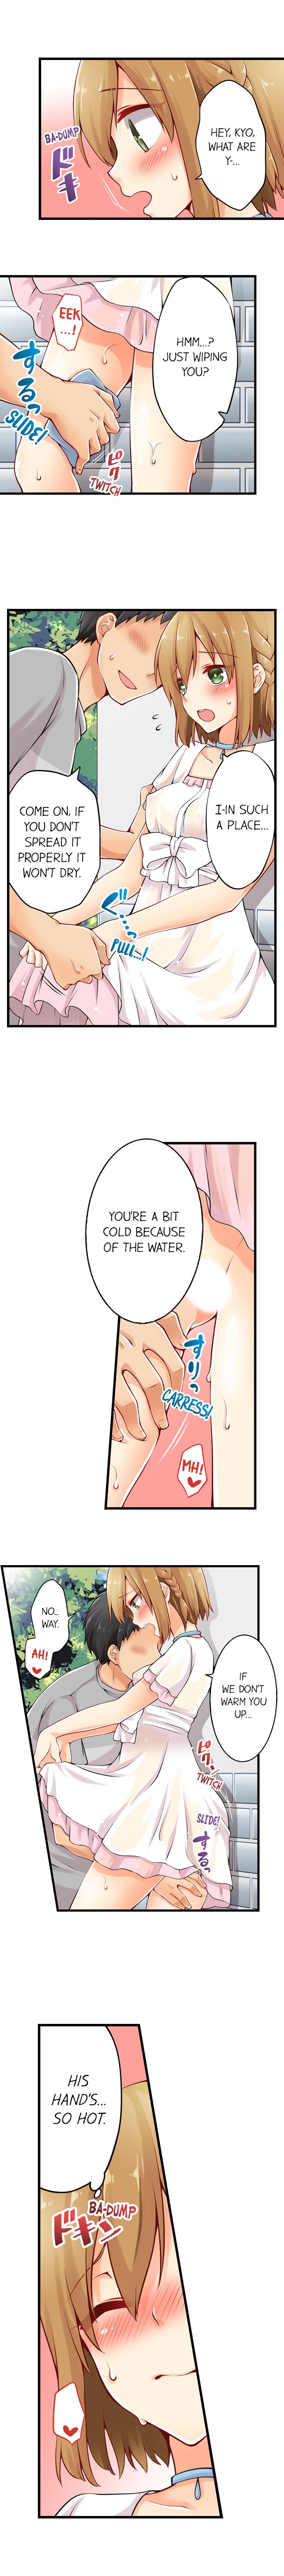 HEY, KYO,
WHAT ARE
Y-...
BA-DUMP
ドキ
EEK
...!
HMM...?
JUST WIPING
YOU?
するっ
SLIDE!
ピク
TWITCH
I-IN SUCH
A PLACE...
COME ON, IF
YOU DON'T
SPREAD IT
PROPERLY IT
WON'T DRY.
ぐ...っ
PULL...!
YOU'RE A BIT
COLD BECAUSE
OF THE WATER.
すりっ
CARRESS!
MH!
NO...
WAY.
AH!
IF
WE DON'T
WARM YOU
UP...
ピクン
TWITCH
SLIDE!
するっ
HIS
HAND'S...
SO HOT.
BA-DUMP
ドキン